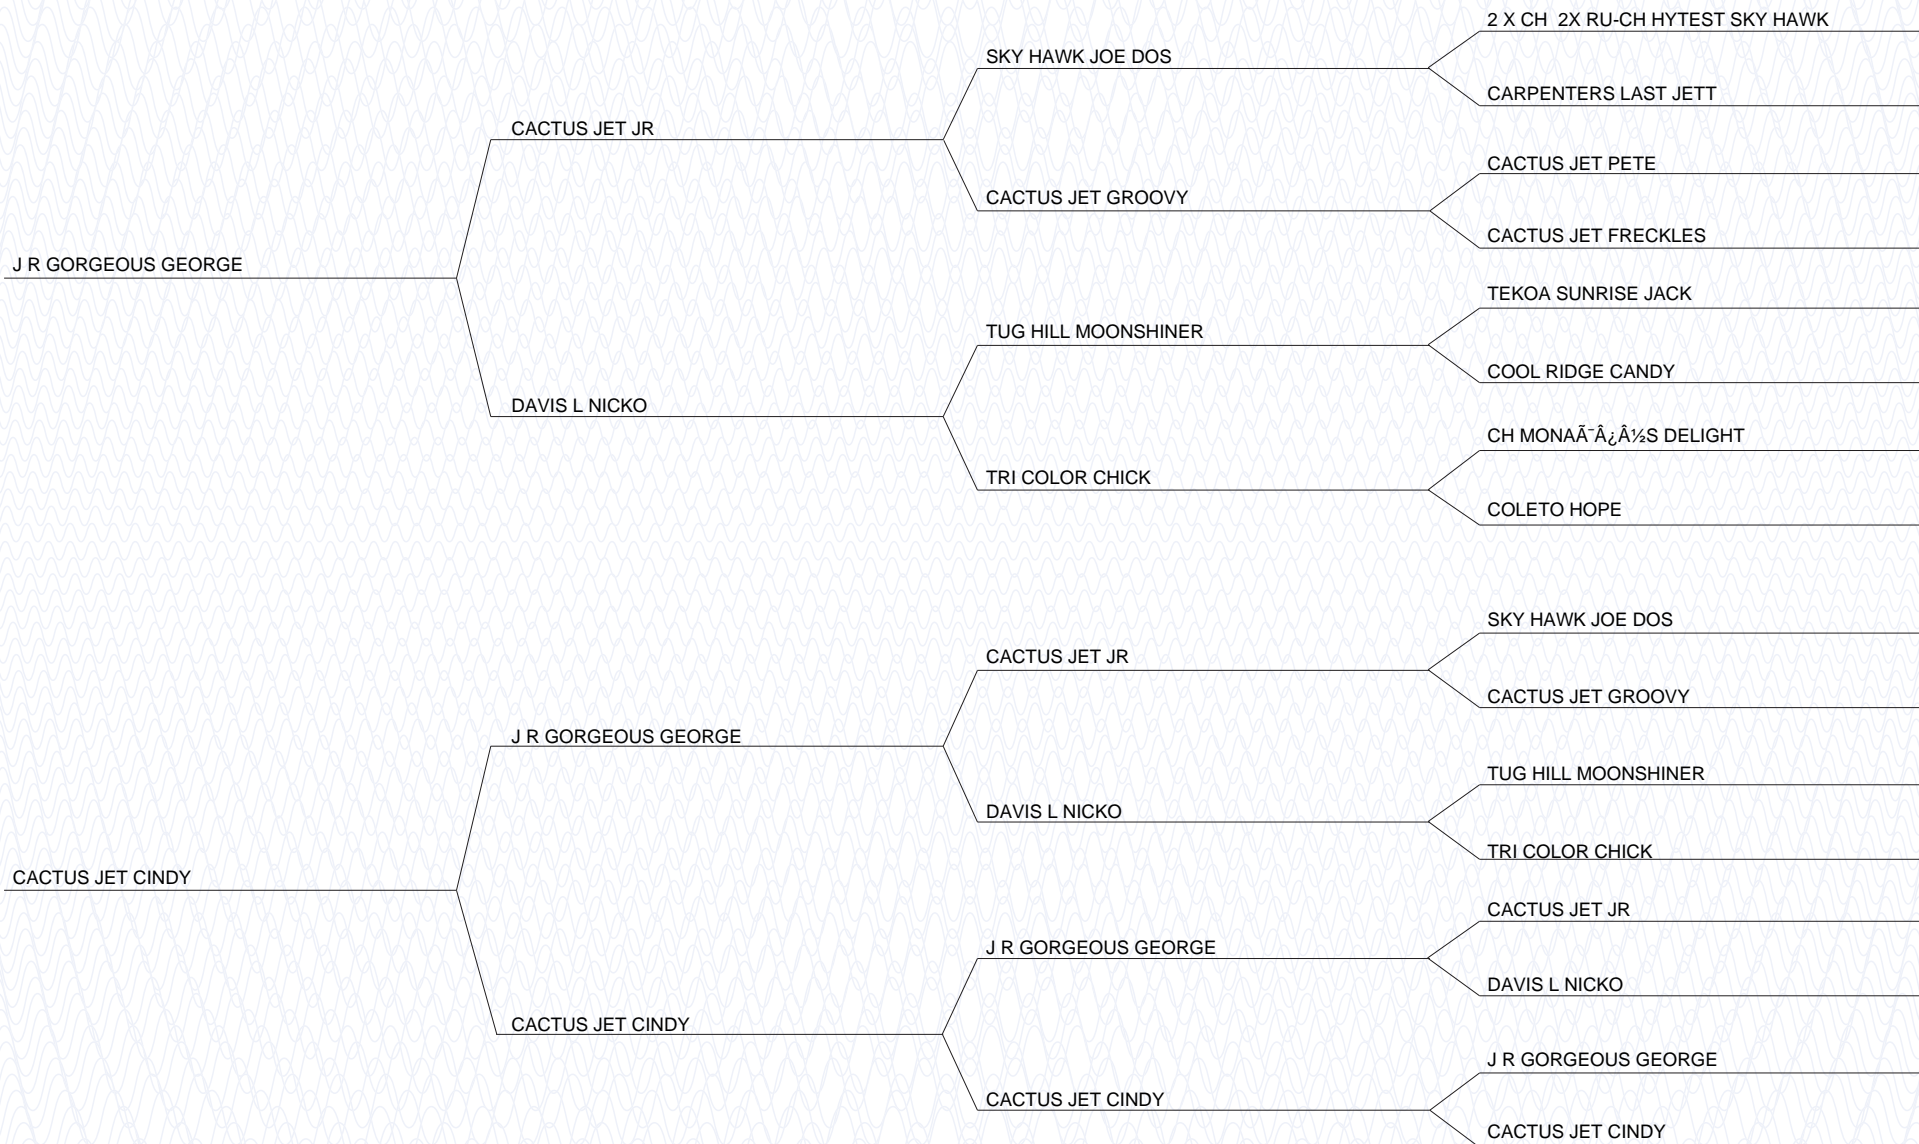 2 X CH  2X RU-CH HYTEST SKY HAWK
SKY HAWK JOE DOS
CARPENTERS LAST JETT
CACTUS JET JR
CACTUS JET PETE
CACTUS JET GROOVY
CACTUS JET FRECKLES
J R GORGEOUS GEORGE
TEKOA SUNRISE JACK
TUG HILL MOONSHINER
COOL RIDGE CANDY
DAVIS L NICKO
CH MONAÃ¯Â¿Â½S DELIGHT
TRI COLOR CHICK
COLETO HOPE
SKY HAWK JOE DOS
CACTUS JET JR
CACTUS JET GROOVY
J R GORGEOUS GEORGE
TUG HILL MOONSHINER
DAVIS L NICKO
TRI COLOR CHICK
CACTUS JET CINDY
CACTUS JET JR
J R GORGEOUS GEORGE
DAVIS L NICKO
CACTUS JET CINDY
J R GORGEOUS GEORGE
CACTUS JET CINDY
CACTUS JET CINDY